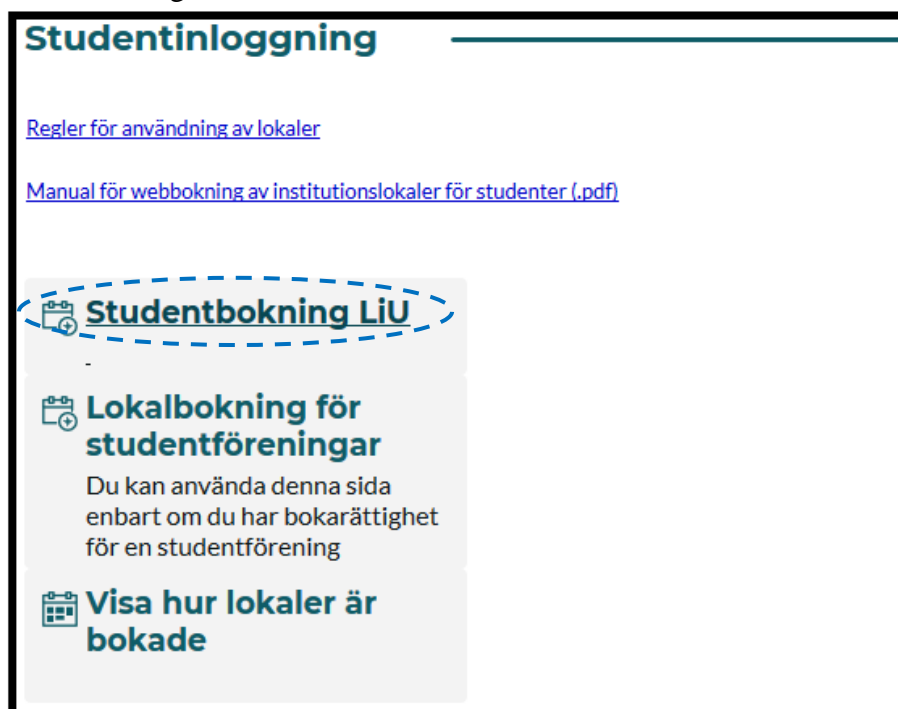 Studentinloggning
Regler för användning av lokaler
Manual för webbokning av institutionslokaler för studenter (.pdf)
Studentbokning LiU
-
Lokalbokning för
studentföreningar
Du kan använda denna sida
enbart om du har bokarättighet
för en studentförening
Visa hur lokaler är
bokade